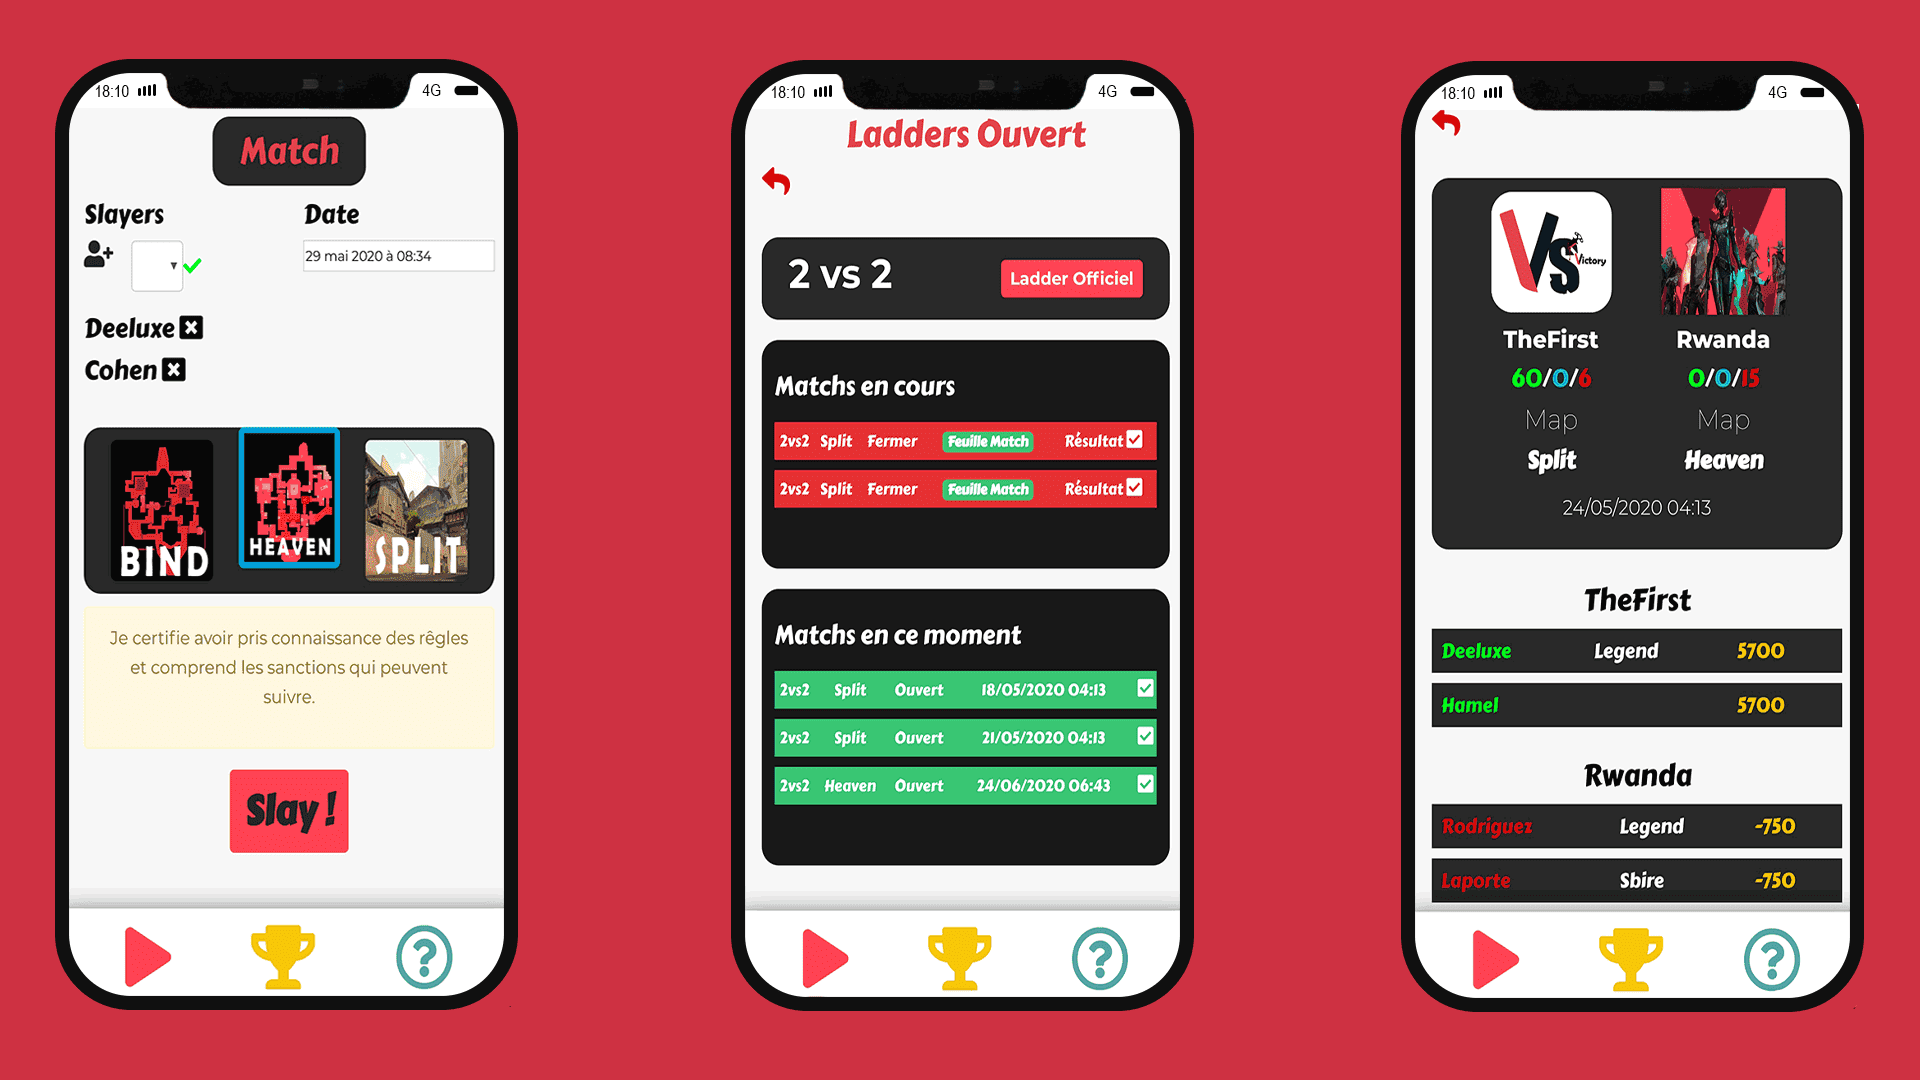 18:10
4G
Match
Slayers
Date
29 mai 2020 à 08:34
Deeluxe
Cohen
BIND
HEAVEN
SPLIT
Je certifie avoir pris connaissance des rêgles
et comprend les sanctions qui peuvent
suivre.
Slay !
18:10
4G
Ladders Ouvert
2 vs 2
Ladder Officiel
Matchs en cours
2vs2 Split Fermer Feuille Match Résultat
2vs2 Split Fermer Feuille Match Résultat
Matchs en ce moment
2vs2 Split Ouvert 18/05/2020 04:13
2vs2 Split Ouvert 21/05/2020 04:13
2vs2 Heaven Ouvert 24/06/2020 06:43
18:10
4G
Vs Victory
TheFirst
Rwanda
60/0/6
0/0/15
Map
Map
Split
Heaven
24/05/2020 04:13
TheFirst
Deeluxe Legend 5700
Hamel 5700
Rwanda
Rodriguez Legend -750
Laporte Sbire -750